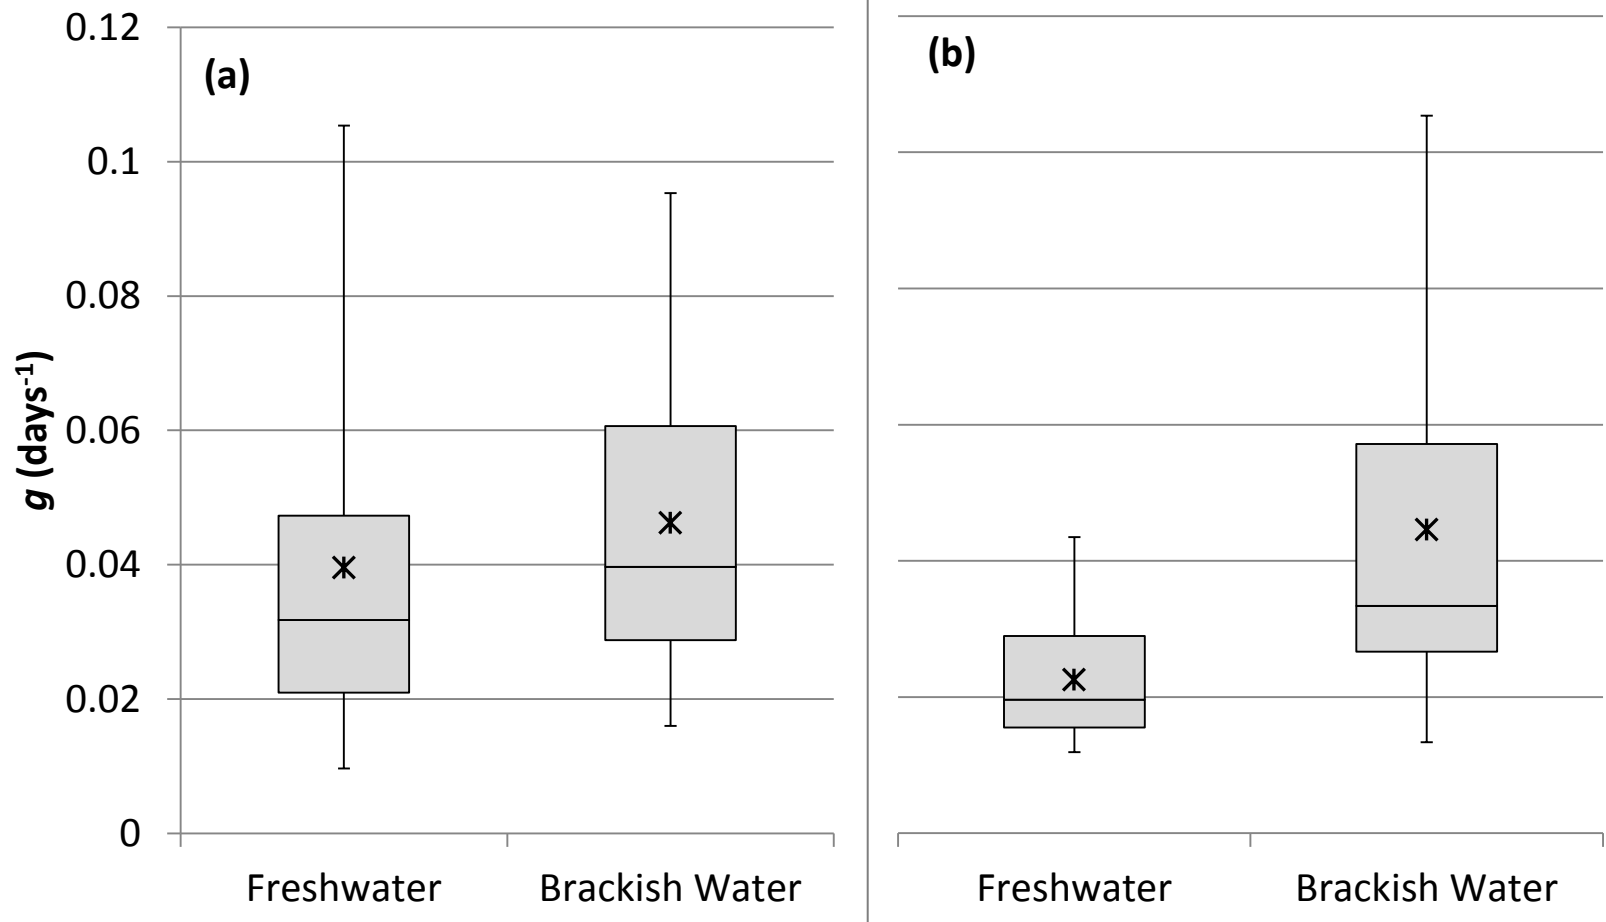 (a)
(b)
0.12
0.1
0.08
0.06
0.04
0.02
0
g (days-1)
Freshwater
Brackish Water
Freshwater
Brackish Water